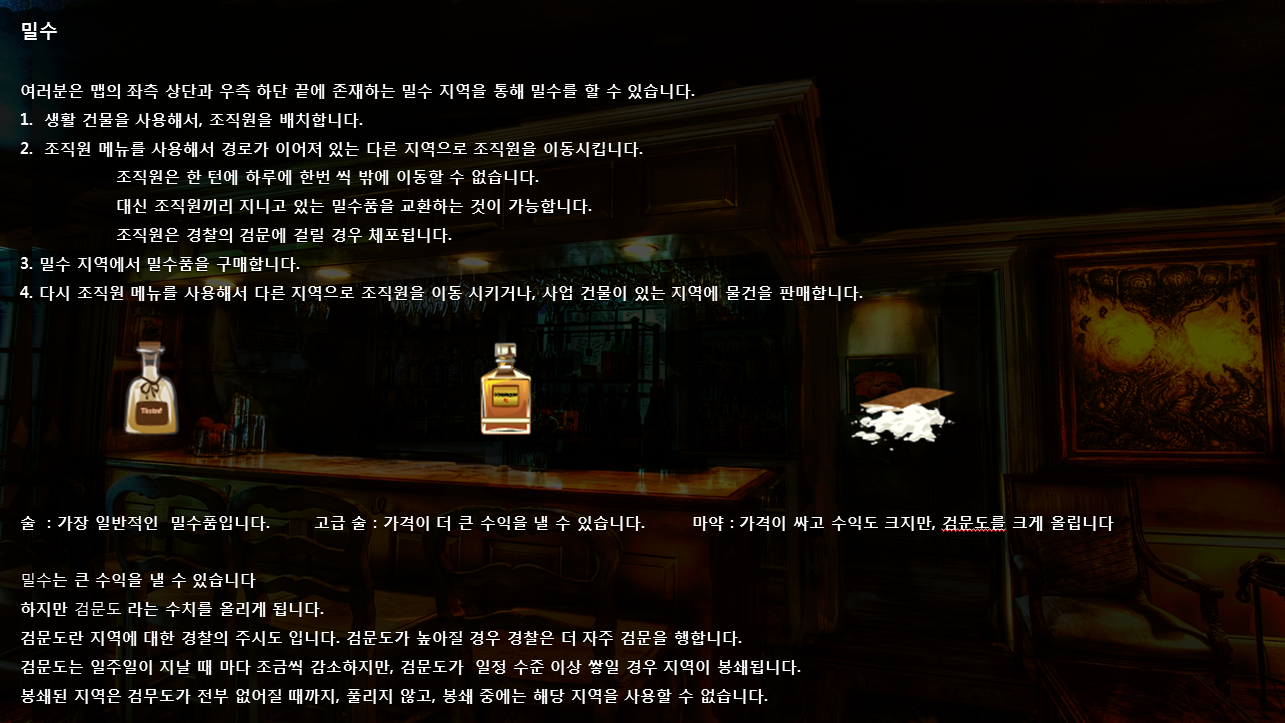 밀수
여러분은 맵의 좌측 상단과 우측 하단 끝에 존재하는 밀수 지역을 통해 밀수를 할 수 있습니다.
1. 생활 건물을 사용해서, 조직원을 배치합니다.
2. 조직원 메뉴를 사용해서 경로가 이어져 있는 다른 지역으로 조직원을 이동시킵니다.
조직원은 한 턴에 하루에 한번 씩 밖에 이동할 수 없습니다.
대신 조직원끼리 지니고 있는 밀수품을 교환하는 것이 가능합니다.
조직원은 경찰의 검문에 걸릴 경우 체포됩니다.
3. 밀수 지역에서 밀수품을 구매합니다.
4. 다시 조직원 메뉴를 사용해서 다른 지역으로 조직원을 이동 시키거나, 사업 건물이 있는 지역에 물건을 판매합니다.
술 : 가장 일반적인 밀수품입니다. 고급 술 : 가격이 더 큰 수익을 낼 수 있습니다. 마약 : 가격이 싸고 수익도 크지만, 검문도를 크게 올립니다
밀수는 큰 수익을 낼 수 있습니다
하지만 검문도 라는 수치를 올리게 됩니다.
검문도란 지역에 대한 경찰의 주시도 입니다. 검문도가 높아질 경우 경찰은 더 자주 검문을 행합니다.
검문도는 일주일이 지날 때 마다 조금씩 감소하지만, 검문도가 일정 수준 이상 쌓일 경우 지역이 봉쇄됩니다.
봉쇄된 지역은 검무도가 전부 없어질 때까지, 풀리지 않고, 봉쇄 중에는 해당 지역을 사용할 수 없습니다.